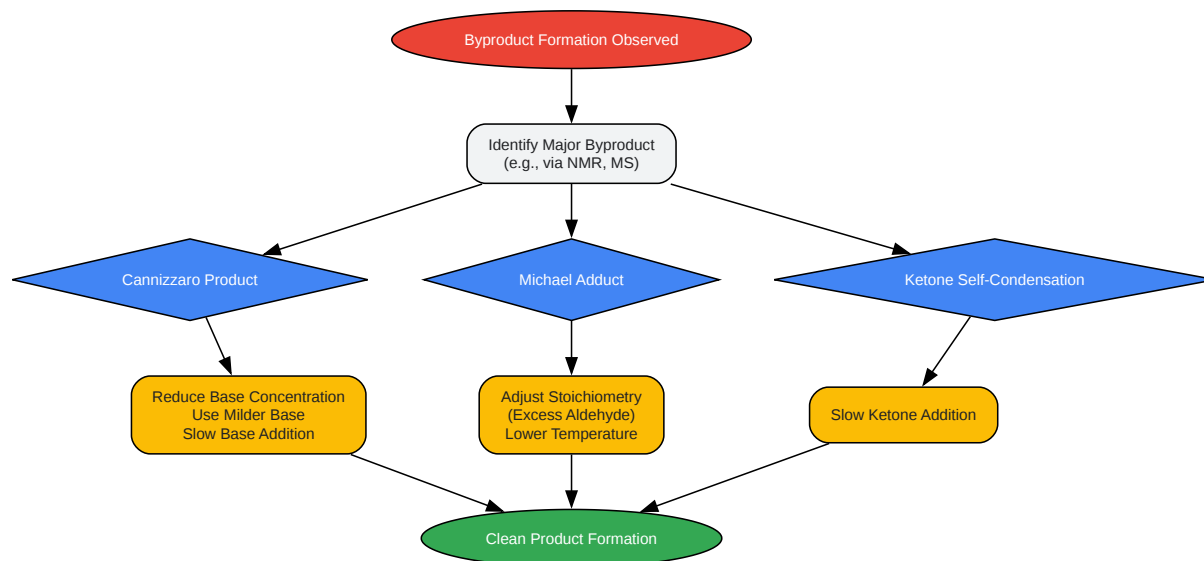 Byproduct Formation Observed
Identify Major Byproduct
(e.g., via NMR, MS)
Cannizzaro Product
Michael Adduct
Ketone Self-Condensation
Reduce Base Concentration
Use Milder Base
Slow Base Addition
Adjust Stoichiometry
(Excess Aldehyde)
Lower Temperature
Slow Ketone Addition
Clean Product Formation